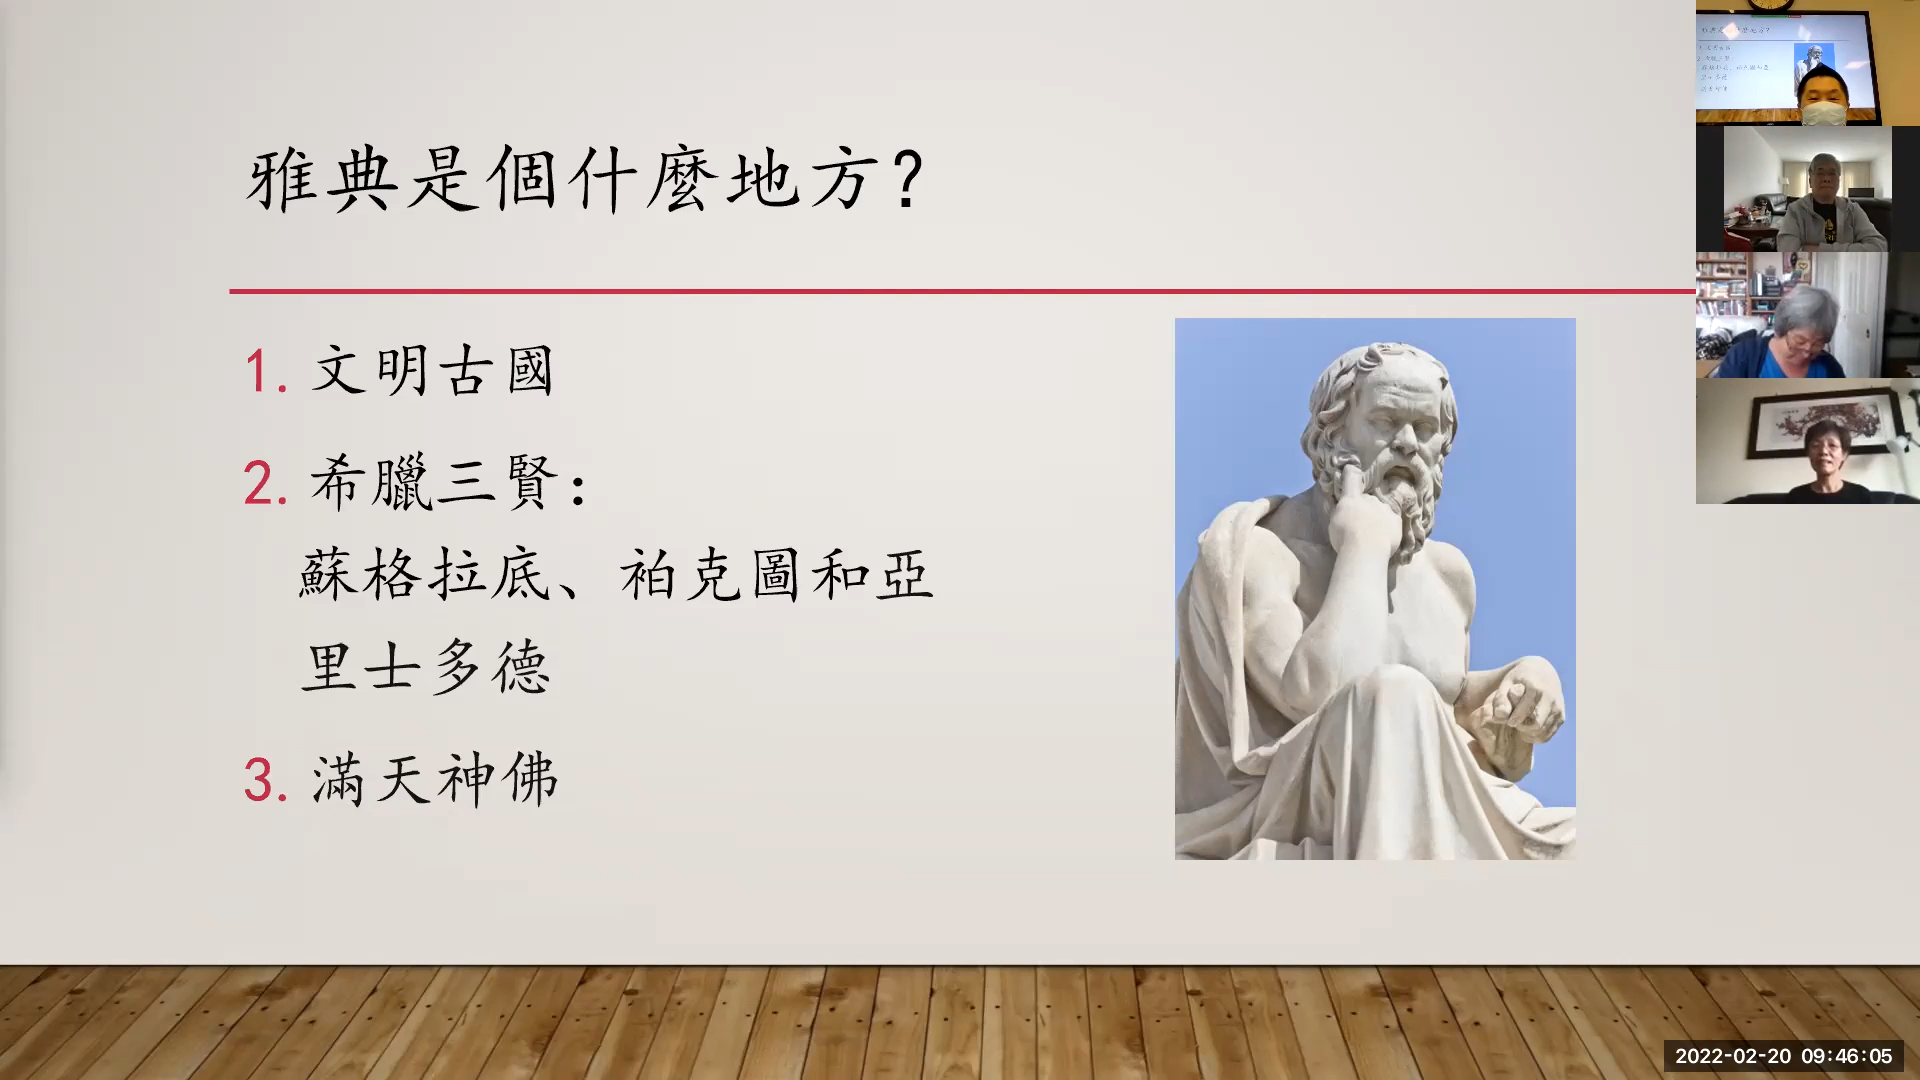 雅典是個什麼地方?
1. 文明古國
2. 希臘三賢:
蘇格拉底、袙克圖和亞
里士多德
3. 滿天神佛
2022-02-20 09:46:05